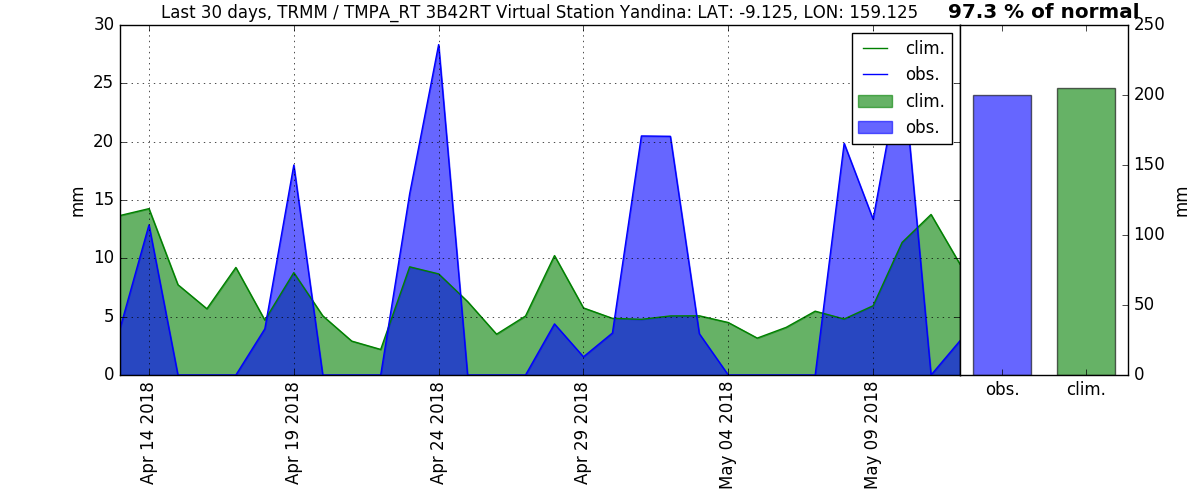 Last 30 days, TRMM / TMPA_RT 3B42RT Virtual Station Yandina: LAT: -9.125, LON: 159.125
97.3 % of normal
30
25
20
15
10
5
0
mm
clim.
obs.
clim.
obs.
Apr 14 2018
Apr 19 2018
Apr 24 2018
Apr 29 2018
May 04 2018
May 09 2018
250
200
150
100
50
0
mm
obs.
clim.